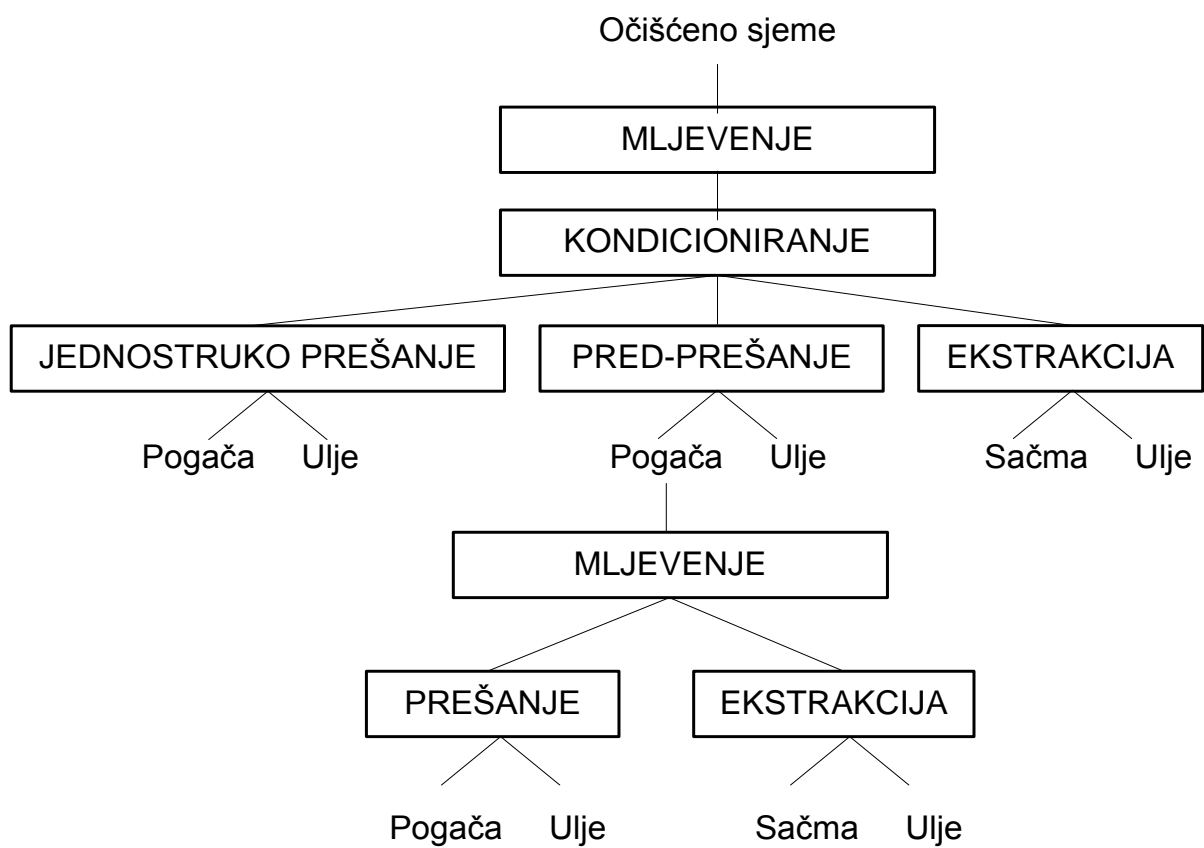 Očišćeno sjeme
MLJEVENJE
KONDICIONIRANJE
JEDNOSTRUKO PREŠANJE
PRED-PREŠANJE
EKSTRAKCIJA
Pogača
Ulje
Pogača
Ulje
Sačma
Ulje
MLJEVENJE
PREŠANJE
EKSTRAKCIJA
Pogača
Ulje
Sačma
Ulje